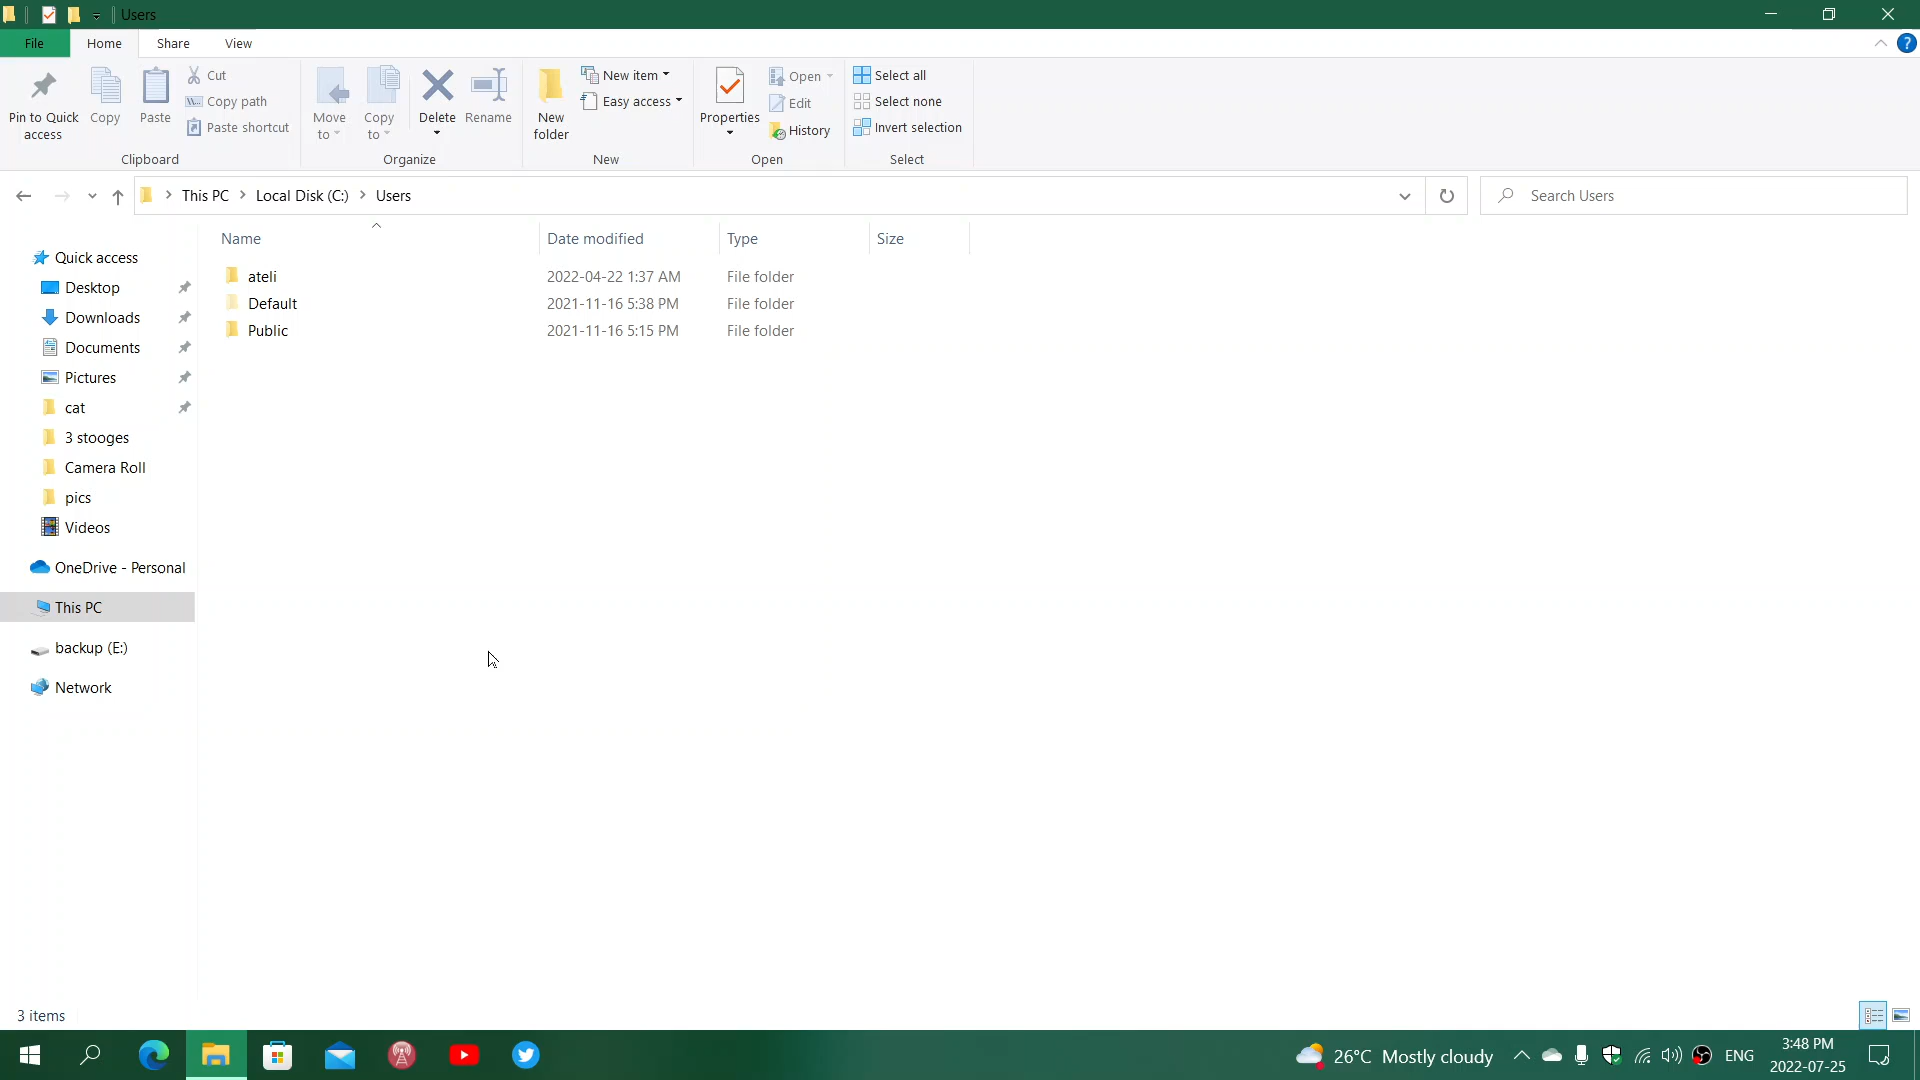 Users
File Home Share View
Pin to Quick access
Copy
Paste
Cut
Copy path
Paste shortcut
Clipboard
Move to
Copy to
Delete
Rename
Organize
New folder
New item
Easy access
New
Properties
Open
Edit
History
Open
Select all
Select none
Invert selection
Select
This PC > Local Disk (C:) > Users
Search Users
Name Date modified Type Size
ateli 2022-04-22 1:37 AM File folder
Default 2021-11-16 5:38 PM File folder
Public 2021-11-16 5:15 PM File folder
Quick access
Desktop
Downloads
Documents
Pictures
cat
3 stooges
Camera Roll
pics
Videos
OneDrive - Personal
This PC
backup (E:)
Network
3 items
26°C Mostly cloudy
ENG
3:48 PM
2022-07-25